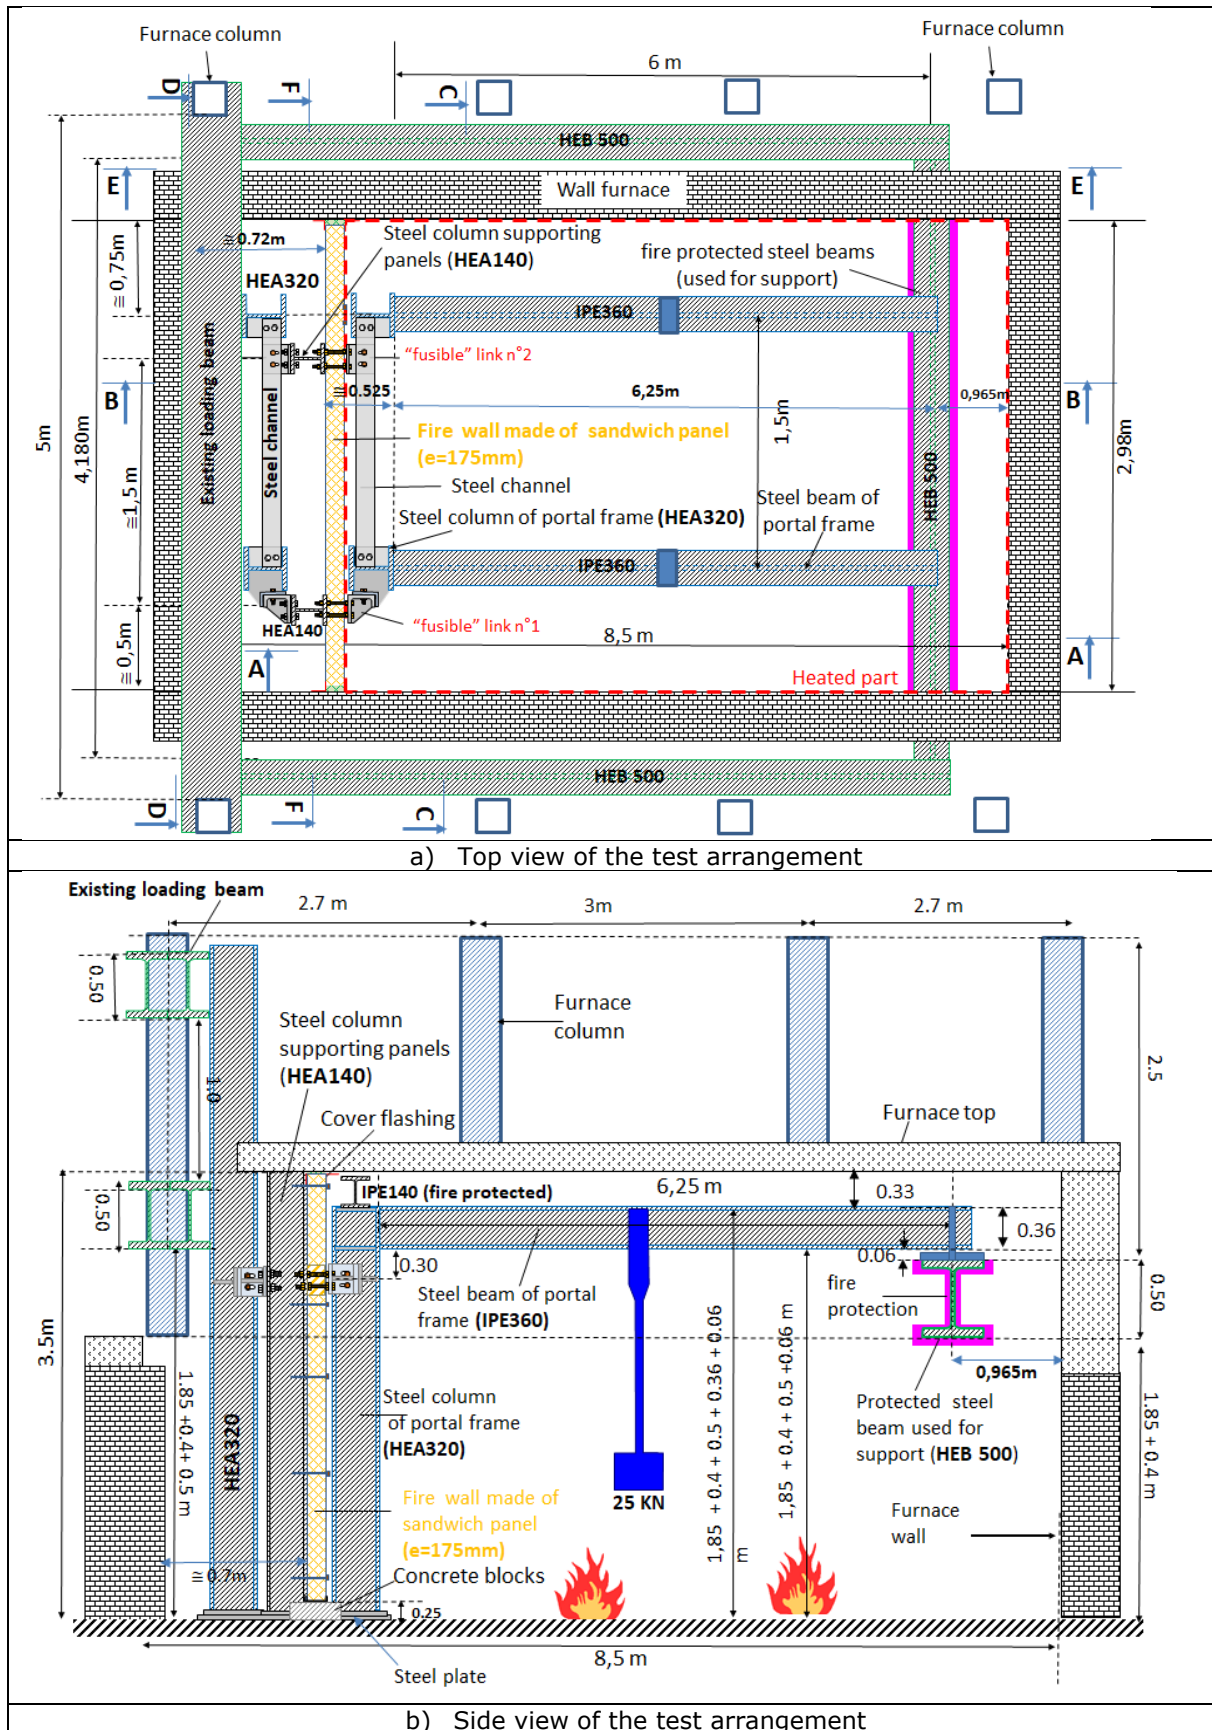 Furnace column
Furnace column
6 m
D
F
C
HEB 500
E
Wall furnace
E
≅0.72m
Steel column supporting
panels (HEA140)
fire protected steel beams
(used for support)
≅ 0,75m
HEA320
IPE360
"fusible" link n°2
B
≅0.525
6,25m
0,965m
B
1,5m
Fire wall made of sandwich panel
(e=175mm)
5m
4,180m
≅1,5 m
Existing loading beam
Steel channel
Steel channel
HEB 500
2,98m
Steel column of portal frame (HEA320)
Steel beam of
portal frame
IPE360
HEA140
"fusible" link n°1
8,5 m
≅ 0,5m
A
A
Heated part
HEB 500
D
F
C
a) Top view of the test arrangement
Existing loading beam
2.7 m
3m
2.7 m
0.50
Steel column
supporting panels
(HEA140)
Furnace
column
2.5
1.0
Cover flashing
Furnace top
IPE140 (fire protected)
6,25 m
0.33
0.50
0.36
0.06
0.30
Steel beam of portal
frame (IPE360)
fire
protection
0.50
3.5m
0,965m
1.85 +0.4+ 0.5 m
HEA320
Steel column
of portal frame
(HEA320)
1,85 + 0.4 + 0.5 + 0.36 + 0.06
m
1,85 + 0.4 + 0.5 +0.06 m
Protected steel
beam used for
support (HEB 500)
1.85 + 0.4 m
25 KN
Fire wall made of
sandwich panel
(e=175mm)
Furnace
wall
≅ 0.7m
Concrete blocks
0.25
8,5 m
Steel plate
b) Side view of the test arrangement